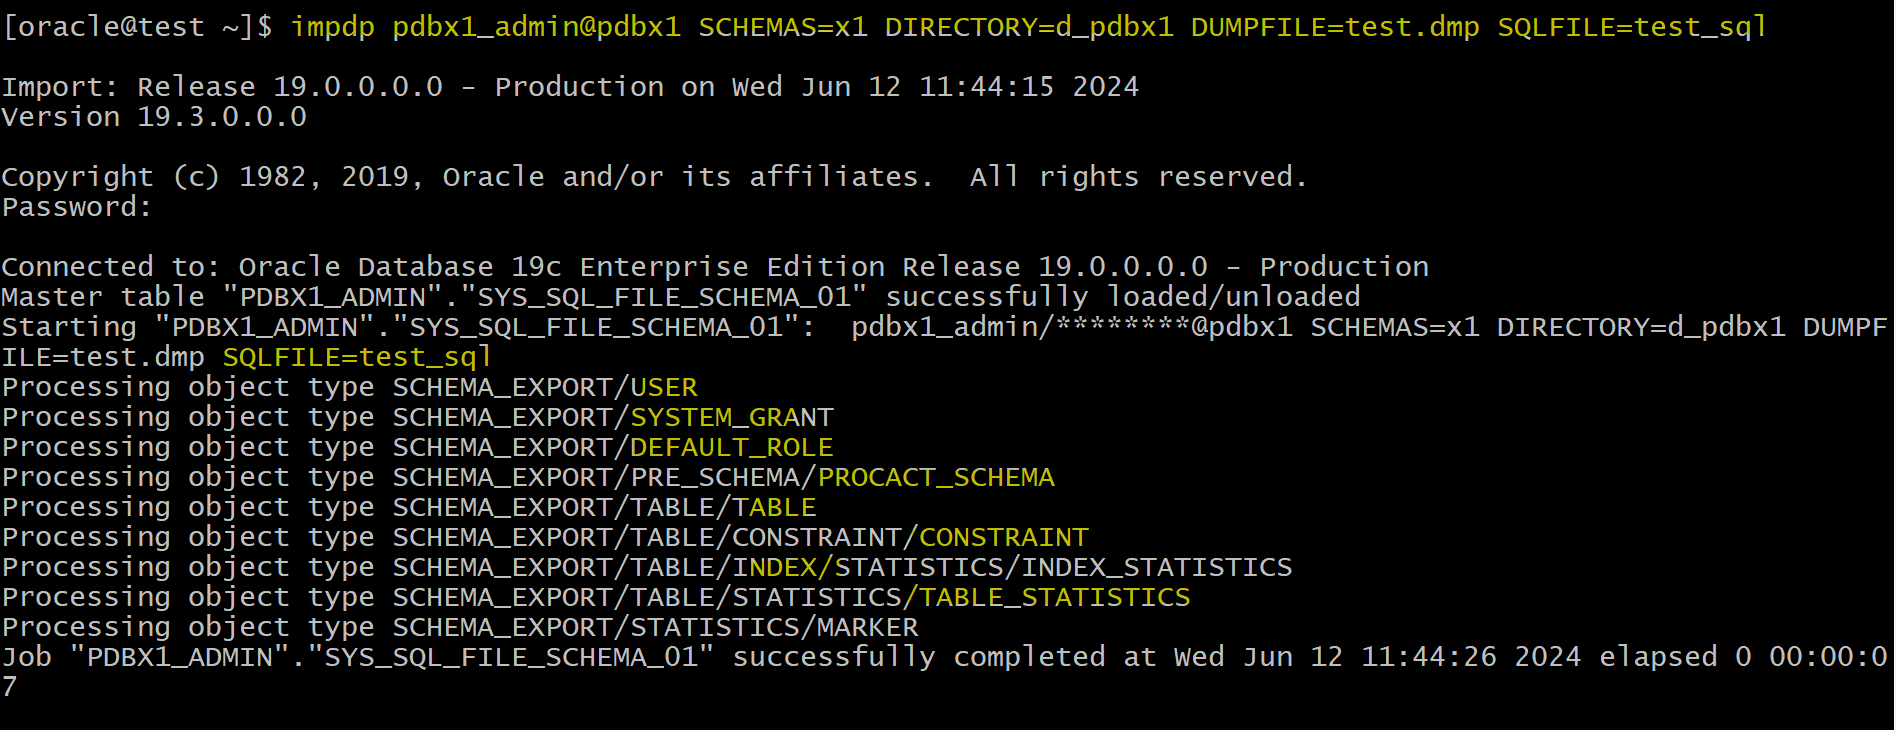 [oracle@test ~]$ impdp pdbx1_admin@pdbx1 SCHEMAS=x1 DIRECTORY=d_pdbx1 DUMPFILE=test.dmp SQLFILE=test_sql
Import: Release 19.0.0.0.0 - Production on Wed Jun 12 11:44:15 2024
Version 19.3.0.0.0
Copyright (c) 1982, 2019, Oracle and/or its affiliates.  All rights reserved.
Password:
Connected to: Oracle Database 19c Enterprise Edition Release 19.0.0.0.0 - Production
Master table "PDBX1_ADMIN"."SYS_SQL_FILE_SCHEMA_01" successfully loaded/unloaded
Starting "PDBX1_ADMIN"."SYS_SQL_FILE_SCHEMA_01":  pdbx1_admin/********@pdbx1 SCHEMAS=x1 DIRECTORY=d_pdbx1 DUMPF
ILE=test.dmp SQLFILE=test_sql
Processing object type SCHEMA_EXPORT/USER
Processing object type SCHEMA_EXPORT/SYSTEM_GRANT
Processing object type SCHEMA_EXPORT/DEFAULT_ROLE
Processing object type SCHEMA_EXPORT/PRE_SCHEMA/PROCACT_SCHEMA
Processing object type SCHEMA_EXPORT/TABLE/TABLE
Processing object type SCHEMA_EXPORT/TABLE/CONSTRAINT/CONSTRAINT
Processing object type SCHEMA_EXPORT/TABLE/INDEX/STATISTICS/INDEX_STATISTICS
Processing object type SCHEMA_EXPORT/TABLE/STATISTICS/TABLE_STATISTICS
Processing object type SCHEMA_EXPORT/STATISTICS/MARKER
Job "PDBX1_ADMIN"."SYS_SQL_FILE_SCHEMA_01" successfully completed at Wed Jun 12 11:44:26 2024 elapsed 0 00:00:0
7